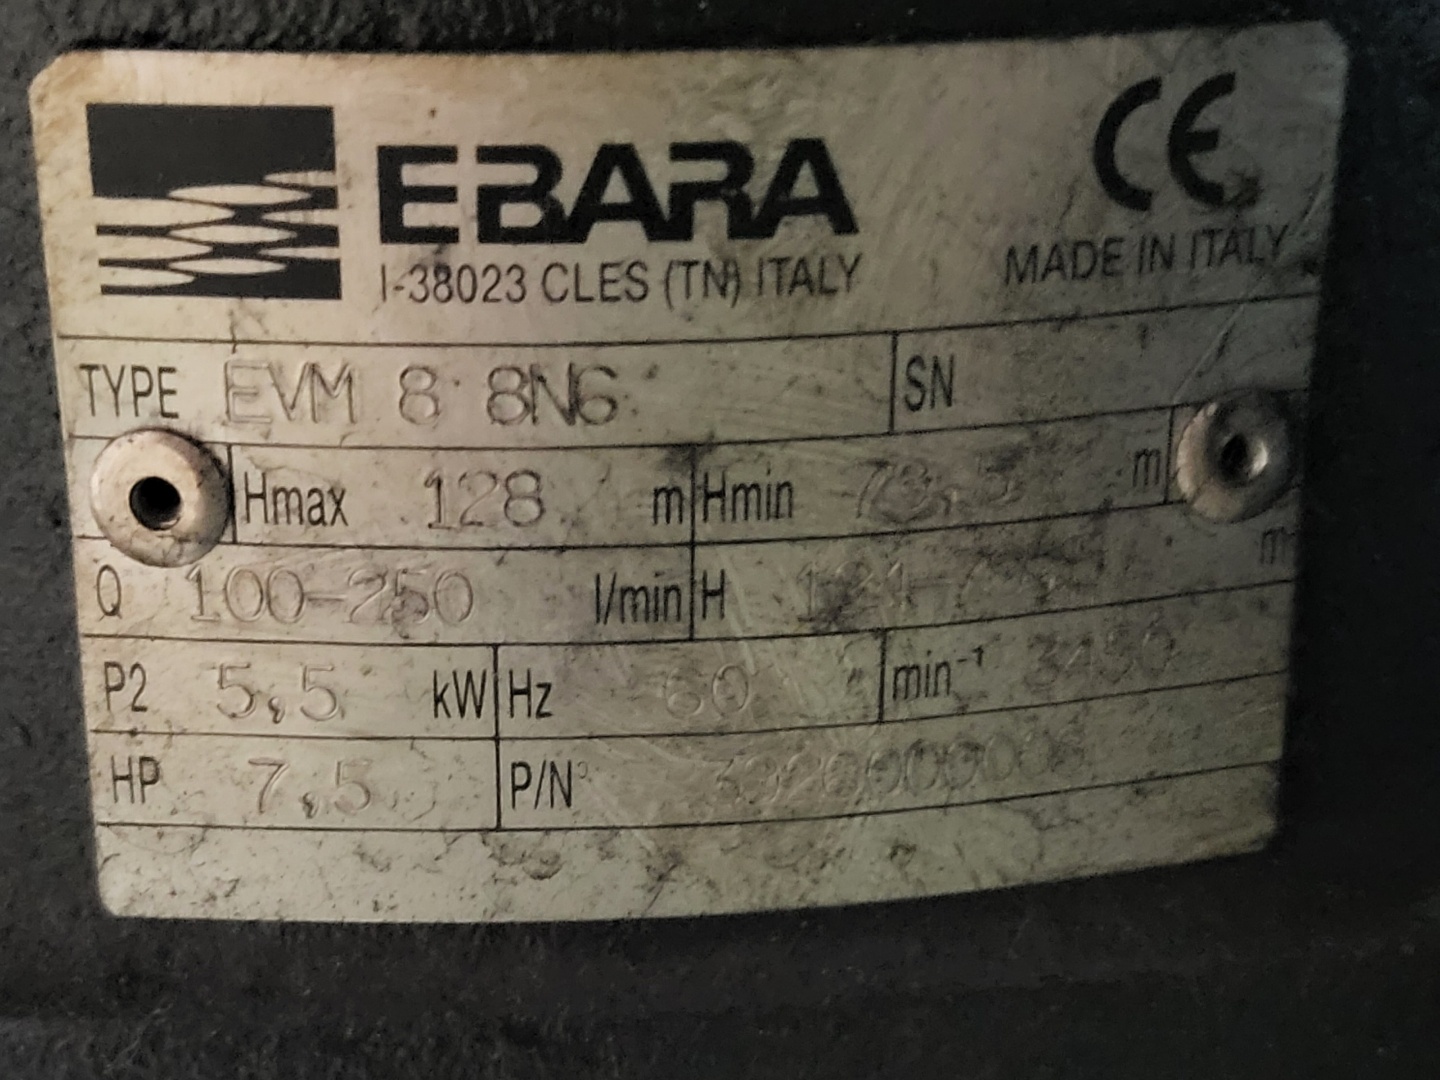 EBARA CE
I-38023 CLES (TN) ITALY MADE IN ITALY
TYPE EVM 8 8N6 SN
Hmax 128 m Hmin m
Q 100-250 l/min H m
P2 5,5 kW Hz 60 min⁻¹ 3450
HP 7,5 P/N°